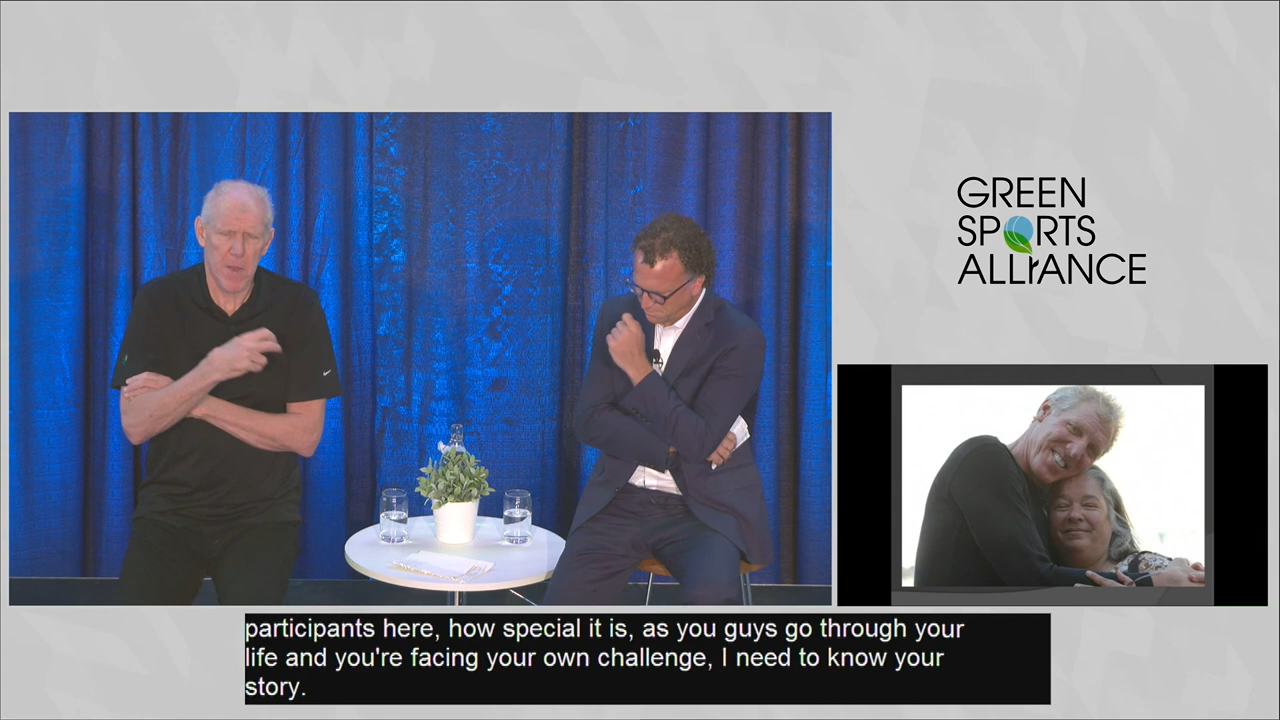 GREEN
SPORTS
ALLIANCE
participants here, how special it is, as you guys go through your
life and you're facing your own challenge, I need to know your
story.